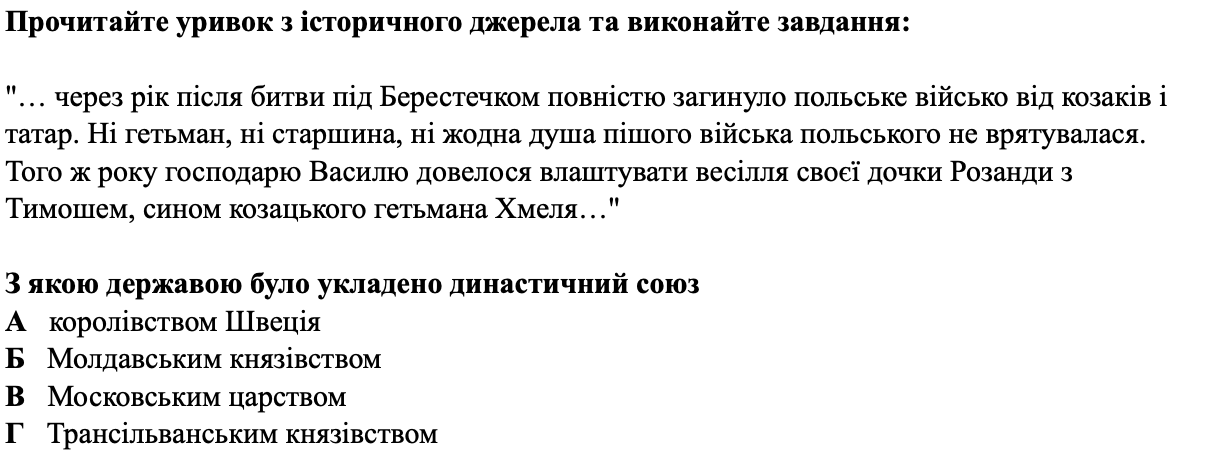 Прочитайте уривок з історичного джерела та виконайте завдання:
"… через рік після битви під Берестечком повністю загинуло польське військо від козаків і
татар. Ні гетьман, ні старшина, ні жодна душа пішого війська польського не врятувалася.
Того ж року господарю Василю довелося влаштувати весілля своєї дочки Розанди з
Тимошем, сином козацького гетьмана Хмеля…"
З якою державою було укладено династичний союз
А королівством Швеція
Б Молдавським князівством
В Московським царством
Г Трансільванським князівством